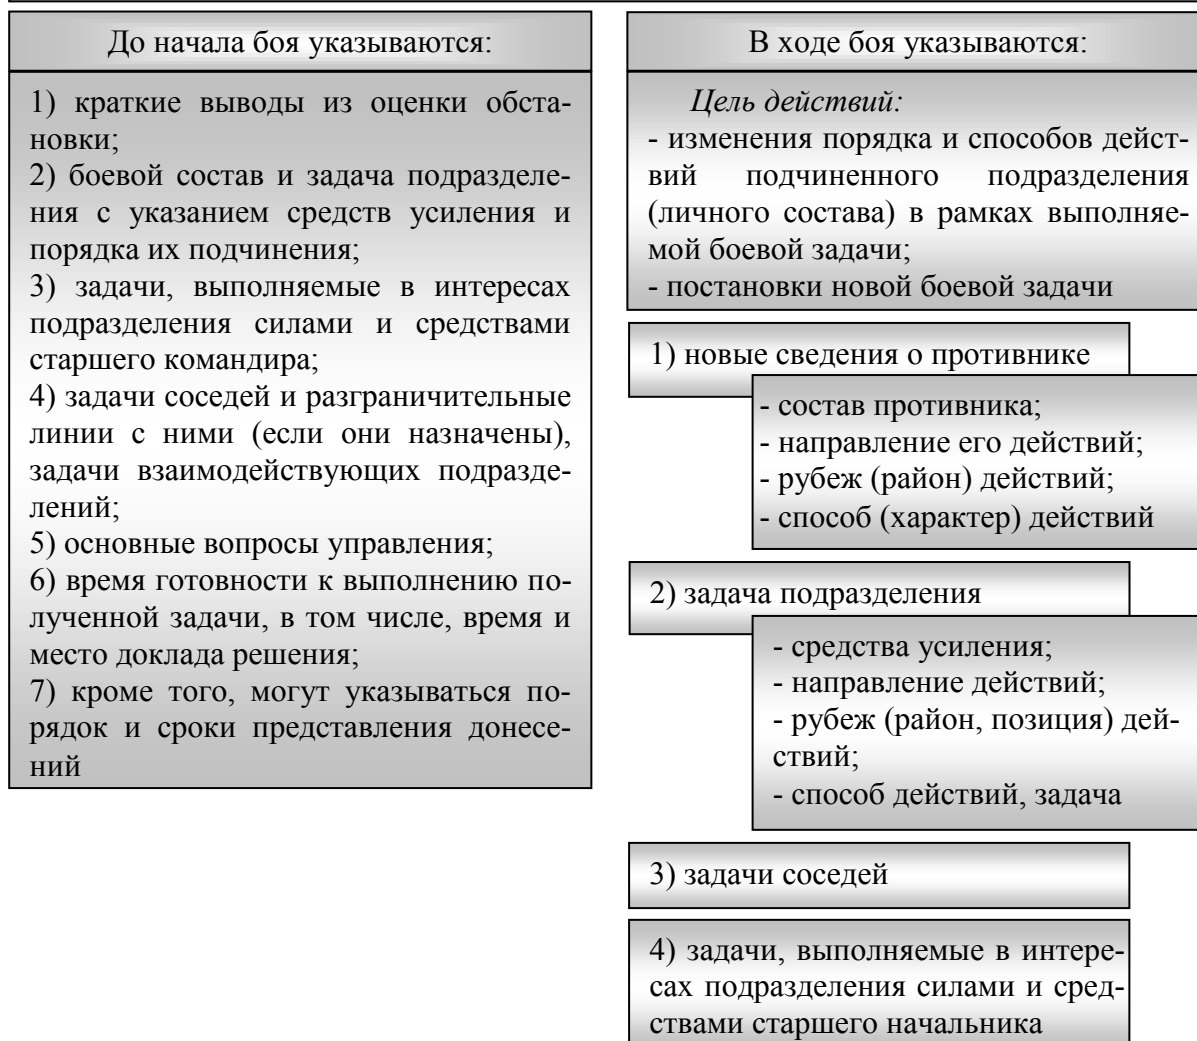 До начала боя указываются:
1) краткие выводы из оценки обста-
новки;
2) боевой состав и задача подразделе-
ния с указанием средств усиления и
порядка их подчинения;
3) задачи, выполняемые в интересах
подразделения силами и средствами
старшего командира;
4) задачи соседей и разграничительные
линии с ними (если они назначены),
задачи взаимодействующих подразде-
лений;
5) основные вопросы управления;
6) время готовности к выполнению по-
лученной задачи, в том числе, время и
место доклада решения;
7) кроме того, могут указываться по-
рядок и сроки представления донесе-
ний
В ходе боя указываются:
Цель действий:
- изменения порядка и способов дейст-
вий подчиненного подразделения
(личного состава) в рамках выполняе-
мой боевой задачи;
- постановки новой боевой задачи
1) новые сведения о противнике
- состав противника;
- направление его действий;
- рубеж (район) действий;
- способ (характер) действий
2) задача подразделения
- средства усиления;
- направление действий;
- рубеж (район, позиция) дей-
ствий;
- способ действий, задача
3) задачи соседей
4) задачи, выполняемые в интере-
сах подразделения силами и сред-
ствами старшего начальника